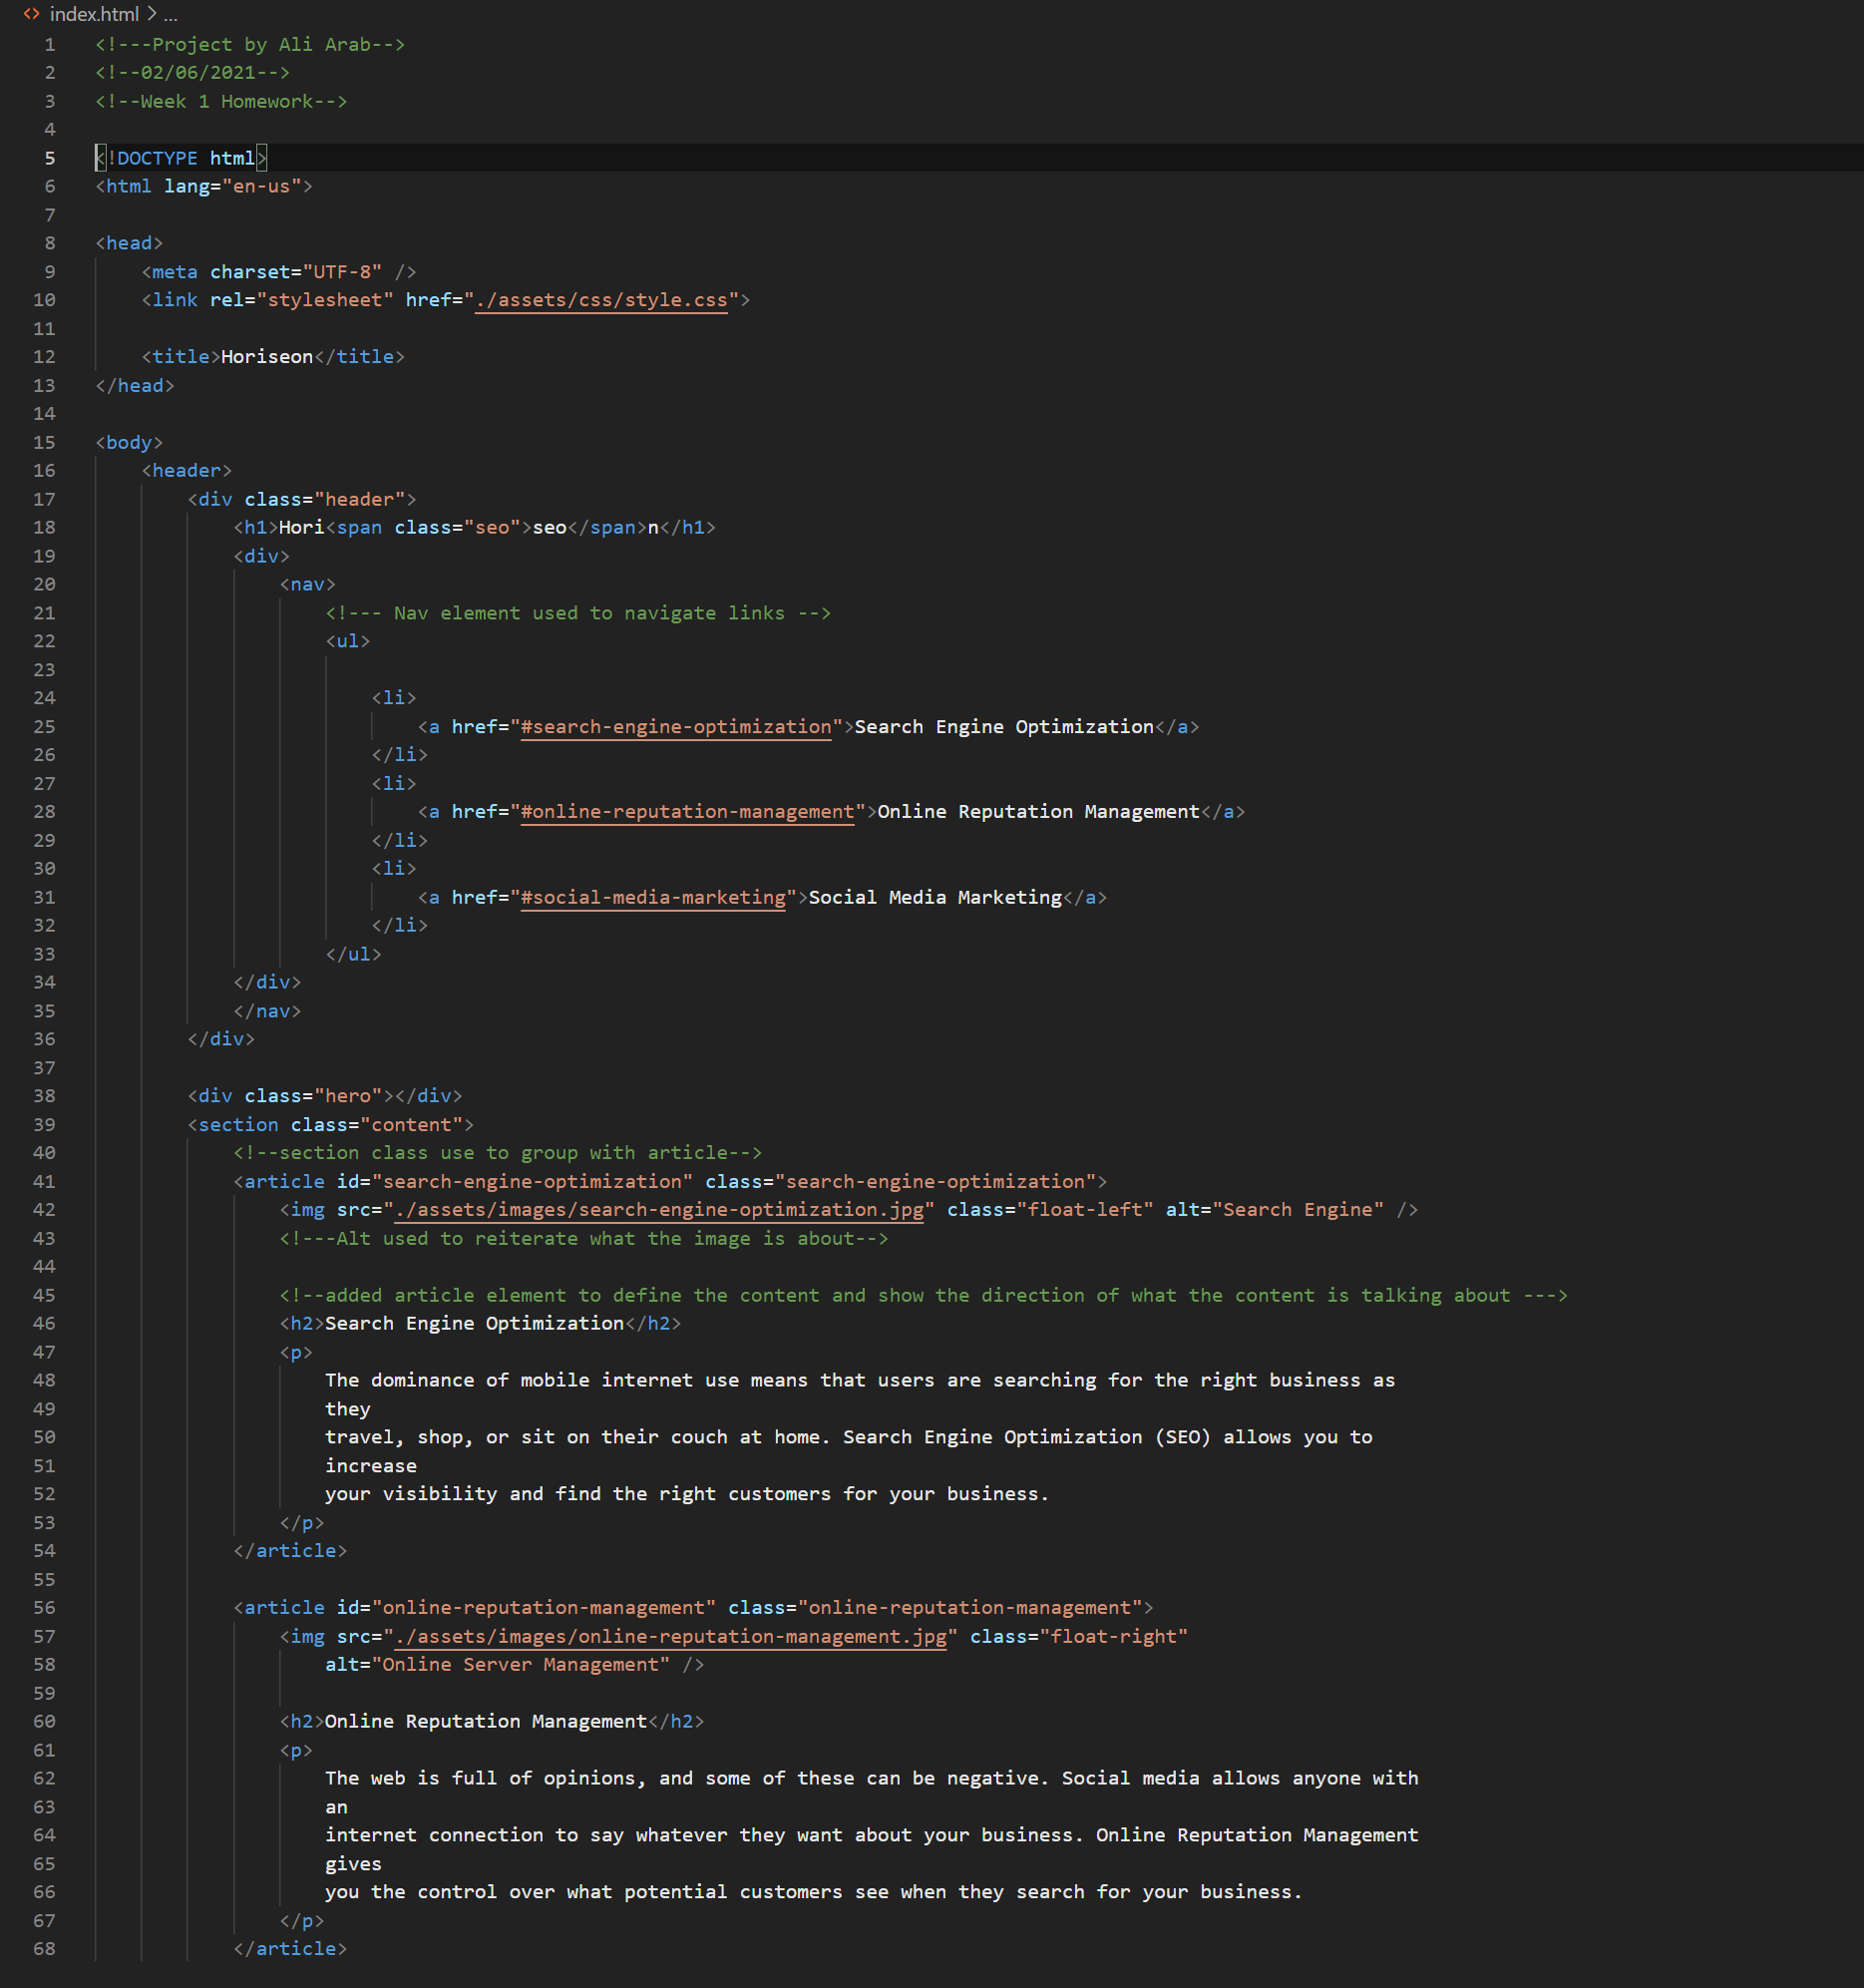 index.html > ...
1 <!---Project by Ali Arab-->
2 <!--02/06/2021-->
3 <!--Week 1 Homework-->
4
5 <!DOCTYPE html>
6 <html lang="en-us">
7
8 <head>
9     <meta charset="UTF-8" />
10     <link rel="stylesheet" href="./assets/css/style.css">
11
12     <title>Horiseon</title>
13 </head>
14
15 <body>
16     <header>
17         <div class="header">
18             <h1>Hori<span class="seo">seo</span>n</h1>
19             <div>
20                 <nav>
21                     <!--- Nav element used to navigate links -->
22                     <ul>
23
24                         <li>
25                             <a href="#search-engine-optimization">Search Engine Optimization</a>
26                         </li>
27                         <li>
28                             <a href="#online-reputation-management">Online Reputation Management</a>
29                         </li>
30                         <li>
31                             <a href="#social-media-marketing">Social Media Marketing</a>
32                         </li>
33                     </ul>
34             </div>
35             </nav>
36         </div>
37
38         <div class="hero"></div>
39         <section class="content">
40             <!--section class use to group with article-->
41             <article id="search-engine-optimization" class="search-engine-optimization">
42                 <img src="./assets/images/search-engine-optimization.jpg" class="float-left" alt="Search Engine" />
43                 <!---Alt used to reiterate what the image is about-->
44
45                 <!--added article element to define the content and show the direction of what the content is talking about --->
46                 <h2>Search Engine Optimization</h2>
47                 <p>
48                     The dominance of mobile internet use means that users are searching for the right business as
49                     they
50                     travel, shop, or sit on their couch at home. Search Engine Optimization (SEO) allows you to
51                     increase
52                     your visibility and find the right customers for your business.
53                 </p>
54             </article>
55
56             <article id="online-reputation-management" class="online-reputation-management">
57                 <img src="./assets/images/online-reputation-management.jpg" class="float-right"
58                     alt="Online Server Management" />
59
60                 <h2>Online Reputation Management</h2>
61                 <p>
62                     The web is full of opinions, and some of these can be negative. Social media allows anyone with
63                     an
64                     internet connection to say whatever they want about your business. Online Reputation Management
65                     gives
66                     you the control over what potential customers see when they search for your business.
67                 </p>
68             </article>